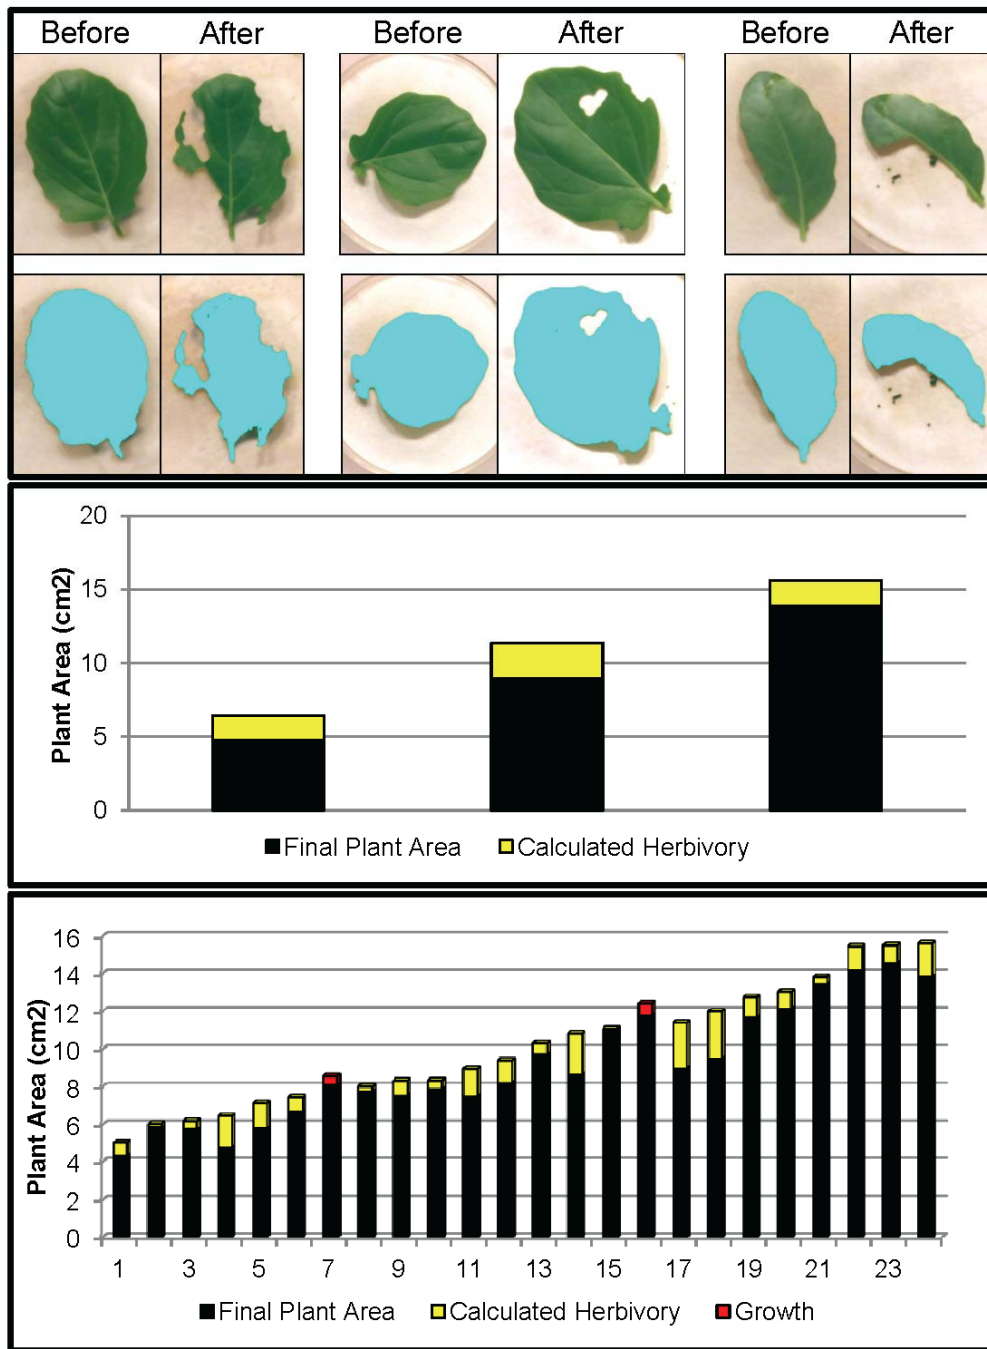 Before After Before After Before After
20
15
10
5
0
Plant Area (cm2)
Final Plant Area Calculated Herbivory
16
14
12
10
8
6
4
2
0
Plant Area (cm2)
1 3 5 7 9 11 13 15 17 19 21 23
Final Plant Area Calculated Herbivory Growth